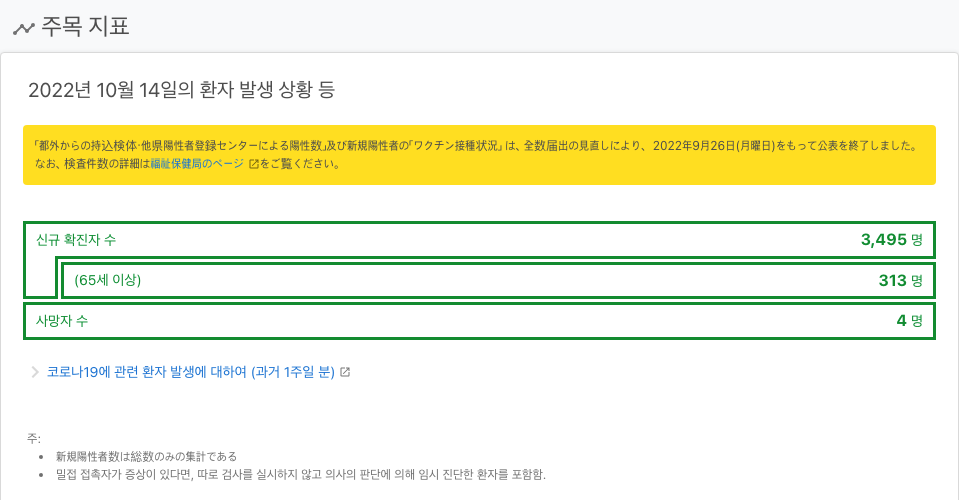 주목 지표
2022년 10월 14일의 환자 발생 상황 등
「都外からの持込検体·他県陽性者登録センターによる陽性数」及び新規陽性者の「ワクチン接種状況」は、全数届出の見直しにより、2022年9月26日(月曜日)をもって公表を終了しました。
なお、検査件数の詳細は福祉保健局のページ をご覧ください。
신규 확진자 수 3,495 명
(65세 이상) 313 명
사망자 수 4 명
코로나19에 관련 환자 발생에 대하여 (과거 1주일 분)
주:
• 新規陽性者数は総数のみの集計である
• 밀접 접촉자가 증상이 있다면, 따로 검사를 실시하지 않고 의사의 판단에 의해 임시 진단한 환자를 포함함.